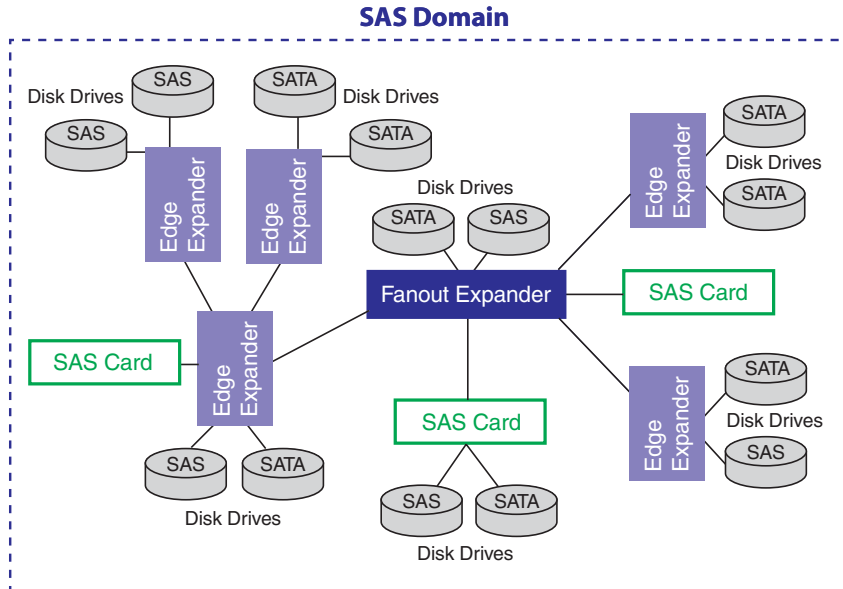 SAS Domain
SAS
SATA
Disk Drives
Disk Drives
SAS
SATA
SATA
Disk Drives
SATA
Edge
Expander
Edge
Expander
Edge
Expander
Disk Drives
SATA
SAS
Fanout Expander
SAS Card
SAS Card
Edge
Expander
Edge
Expander
SATA
Disk Drives
SAS
SAS Card
SAS
SATA
Disk Drives
SAS
SATA
Disk Drives